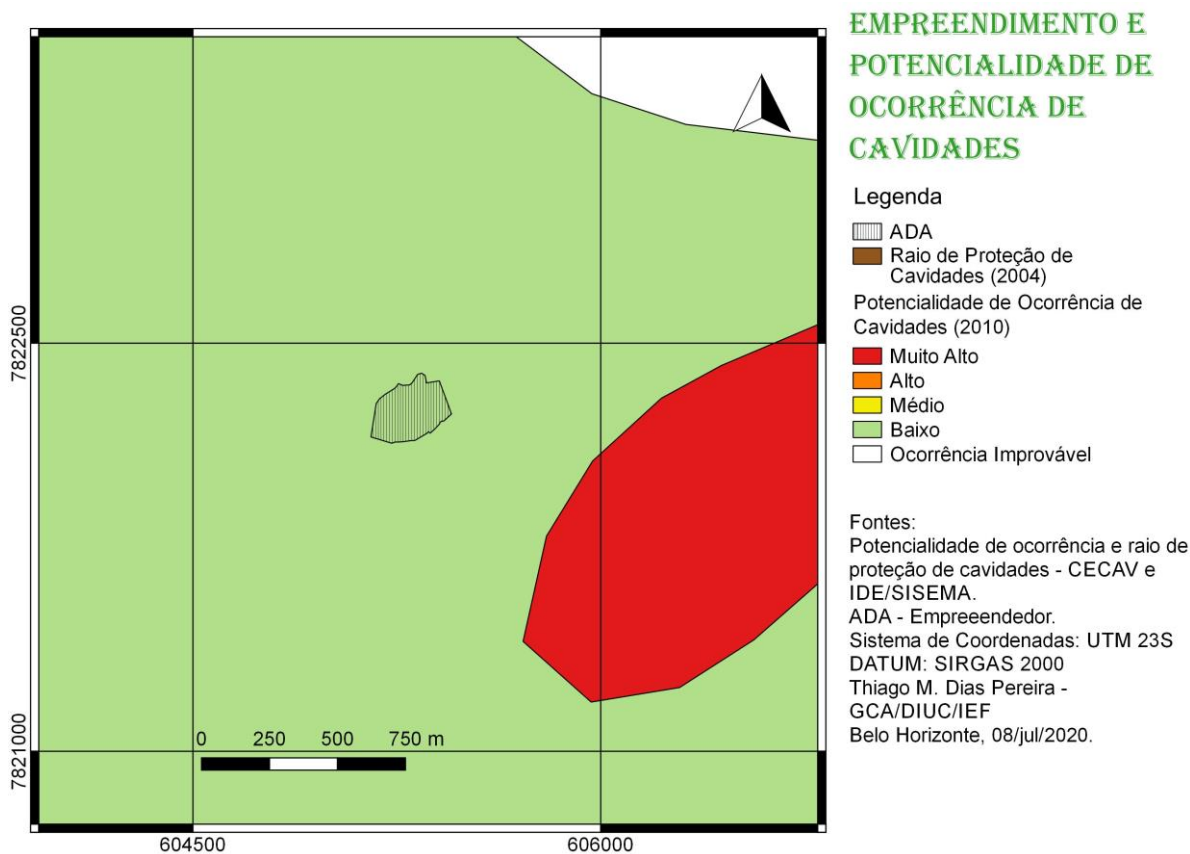 EMPREENDIMENTO E
POTENCIALIDADE DE
OCORRÊNCIA DE
CAVIDADES
Legenda
ADA
Raio de Proteção de
Cavidades (2004)
Potencialidade de Ocorrência de
Cavidades (2010)
Muito Alto
Alto
Médio
Baixo
Ocorrência Improvável
Fontes:
Potencialidade de ocorrência e raio de
proteção de cavidades - CECAV e
IDE/SISEMA.
ADA - Empreeendedor.
Sistema de Coordenadas: UTM 23S
DATUM: SIRGAS 2000
Thiago M. Dias Pereira -
GCA/DIUC/IEF
Belo Horizonte, 08/jul/2020.
7822500
7821000
0 250 500 750 m
604500
606000